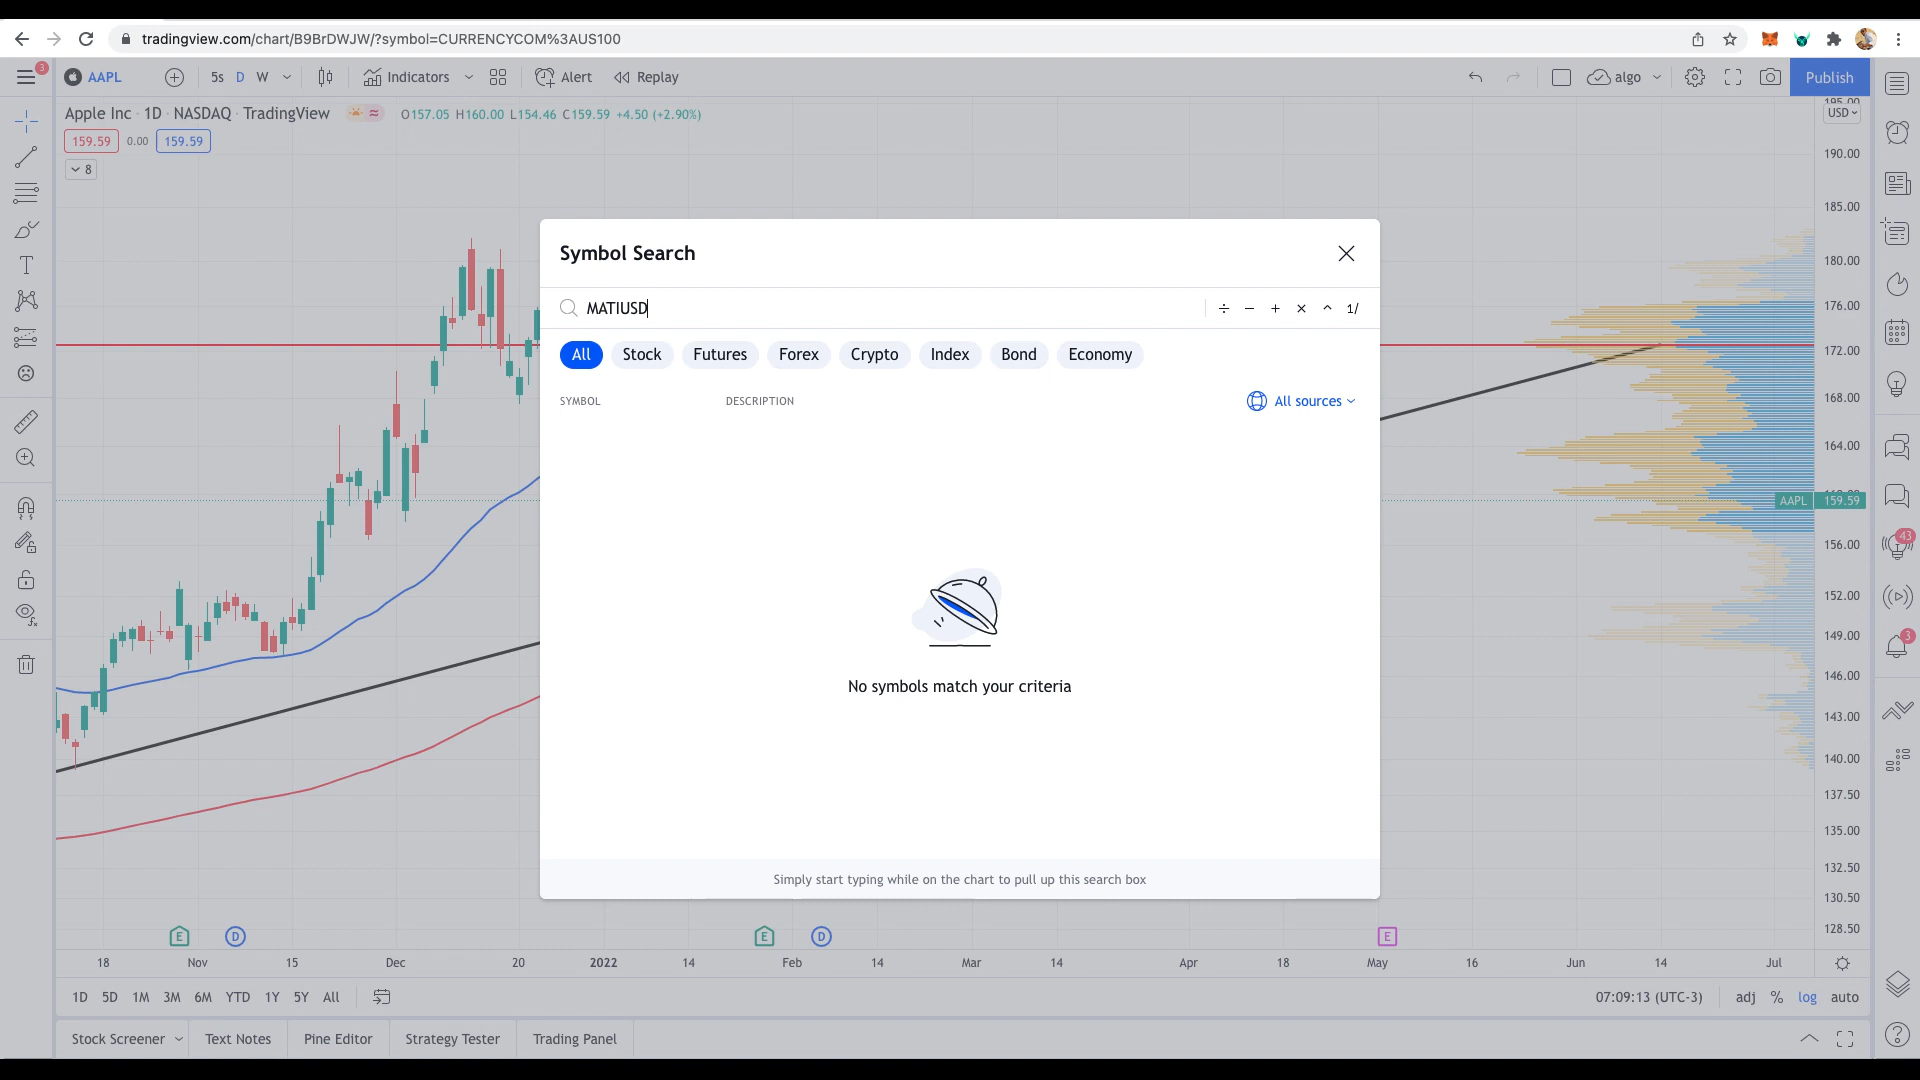 tradingview.com/chart/B9BrDWJW/?symbol=CURRENCYCOM%3AUS100
3
AAPL
5s D W
Indicators
Alert
Replay
algo
Publish
Apple Inc · 1D · NASDAQ · TradingView
O157.05 H160.00 L154.46 C159.59 +4.50 (+2.90%)
159.59 0.00 159.59
8
195.00
USD
190.00
185.00
180.00
176.00
172.00
168.00
164.00
AAPL 159.59
156.00
152.00
149.00
146.00
143.00
140.00
137.50
135.00
132.50
130.50
128.50
43
3
Symbol Search
MATIUSD
÷ − + × ^ 1/
All Stock Futures Forex Crypto Index Bond Economy
SYMBOL DESCRIPTION All sources
No symbols match your criteria
Simply start typing while on the chart to pull up this search box
E D E D E
18 Nov 15 Dec 20 2022 14 Feb 14 Mar 14 Apr 18 May 16 Jun 14 Jul
1D 5D 1M 3M 6M YTD 1Y 5Y All
07:09:13 (UTC-3) adj % log auto
Stock Screener Text Notes Pine Editor Strategy Tester Trading Panel